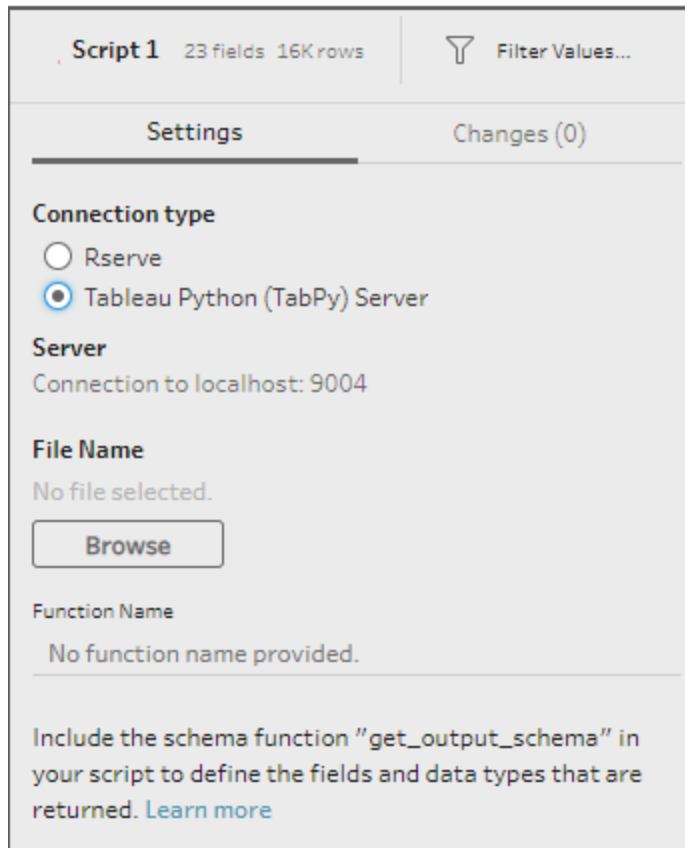 Script 1 23 fields 16K rows Filter Values...
Settings Changes (0)
Connection type
Rserve
Tableau Python (TabPy) Server
Server
Connection to localhost: 9004
File Name
No file selected.
Browse
Function Name
No function name provided.
Include the schema function "get_output_schema" in
your script to define the fields and data types that are
returned. Learn more